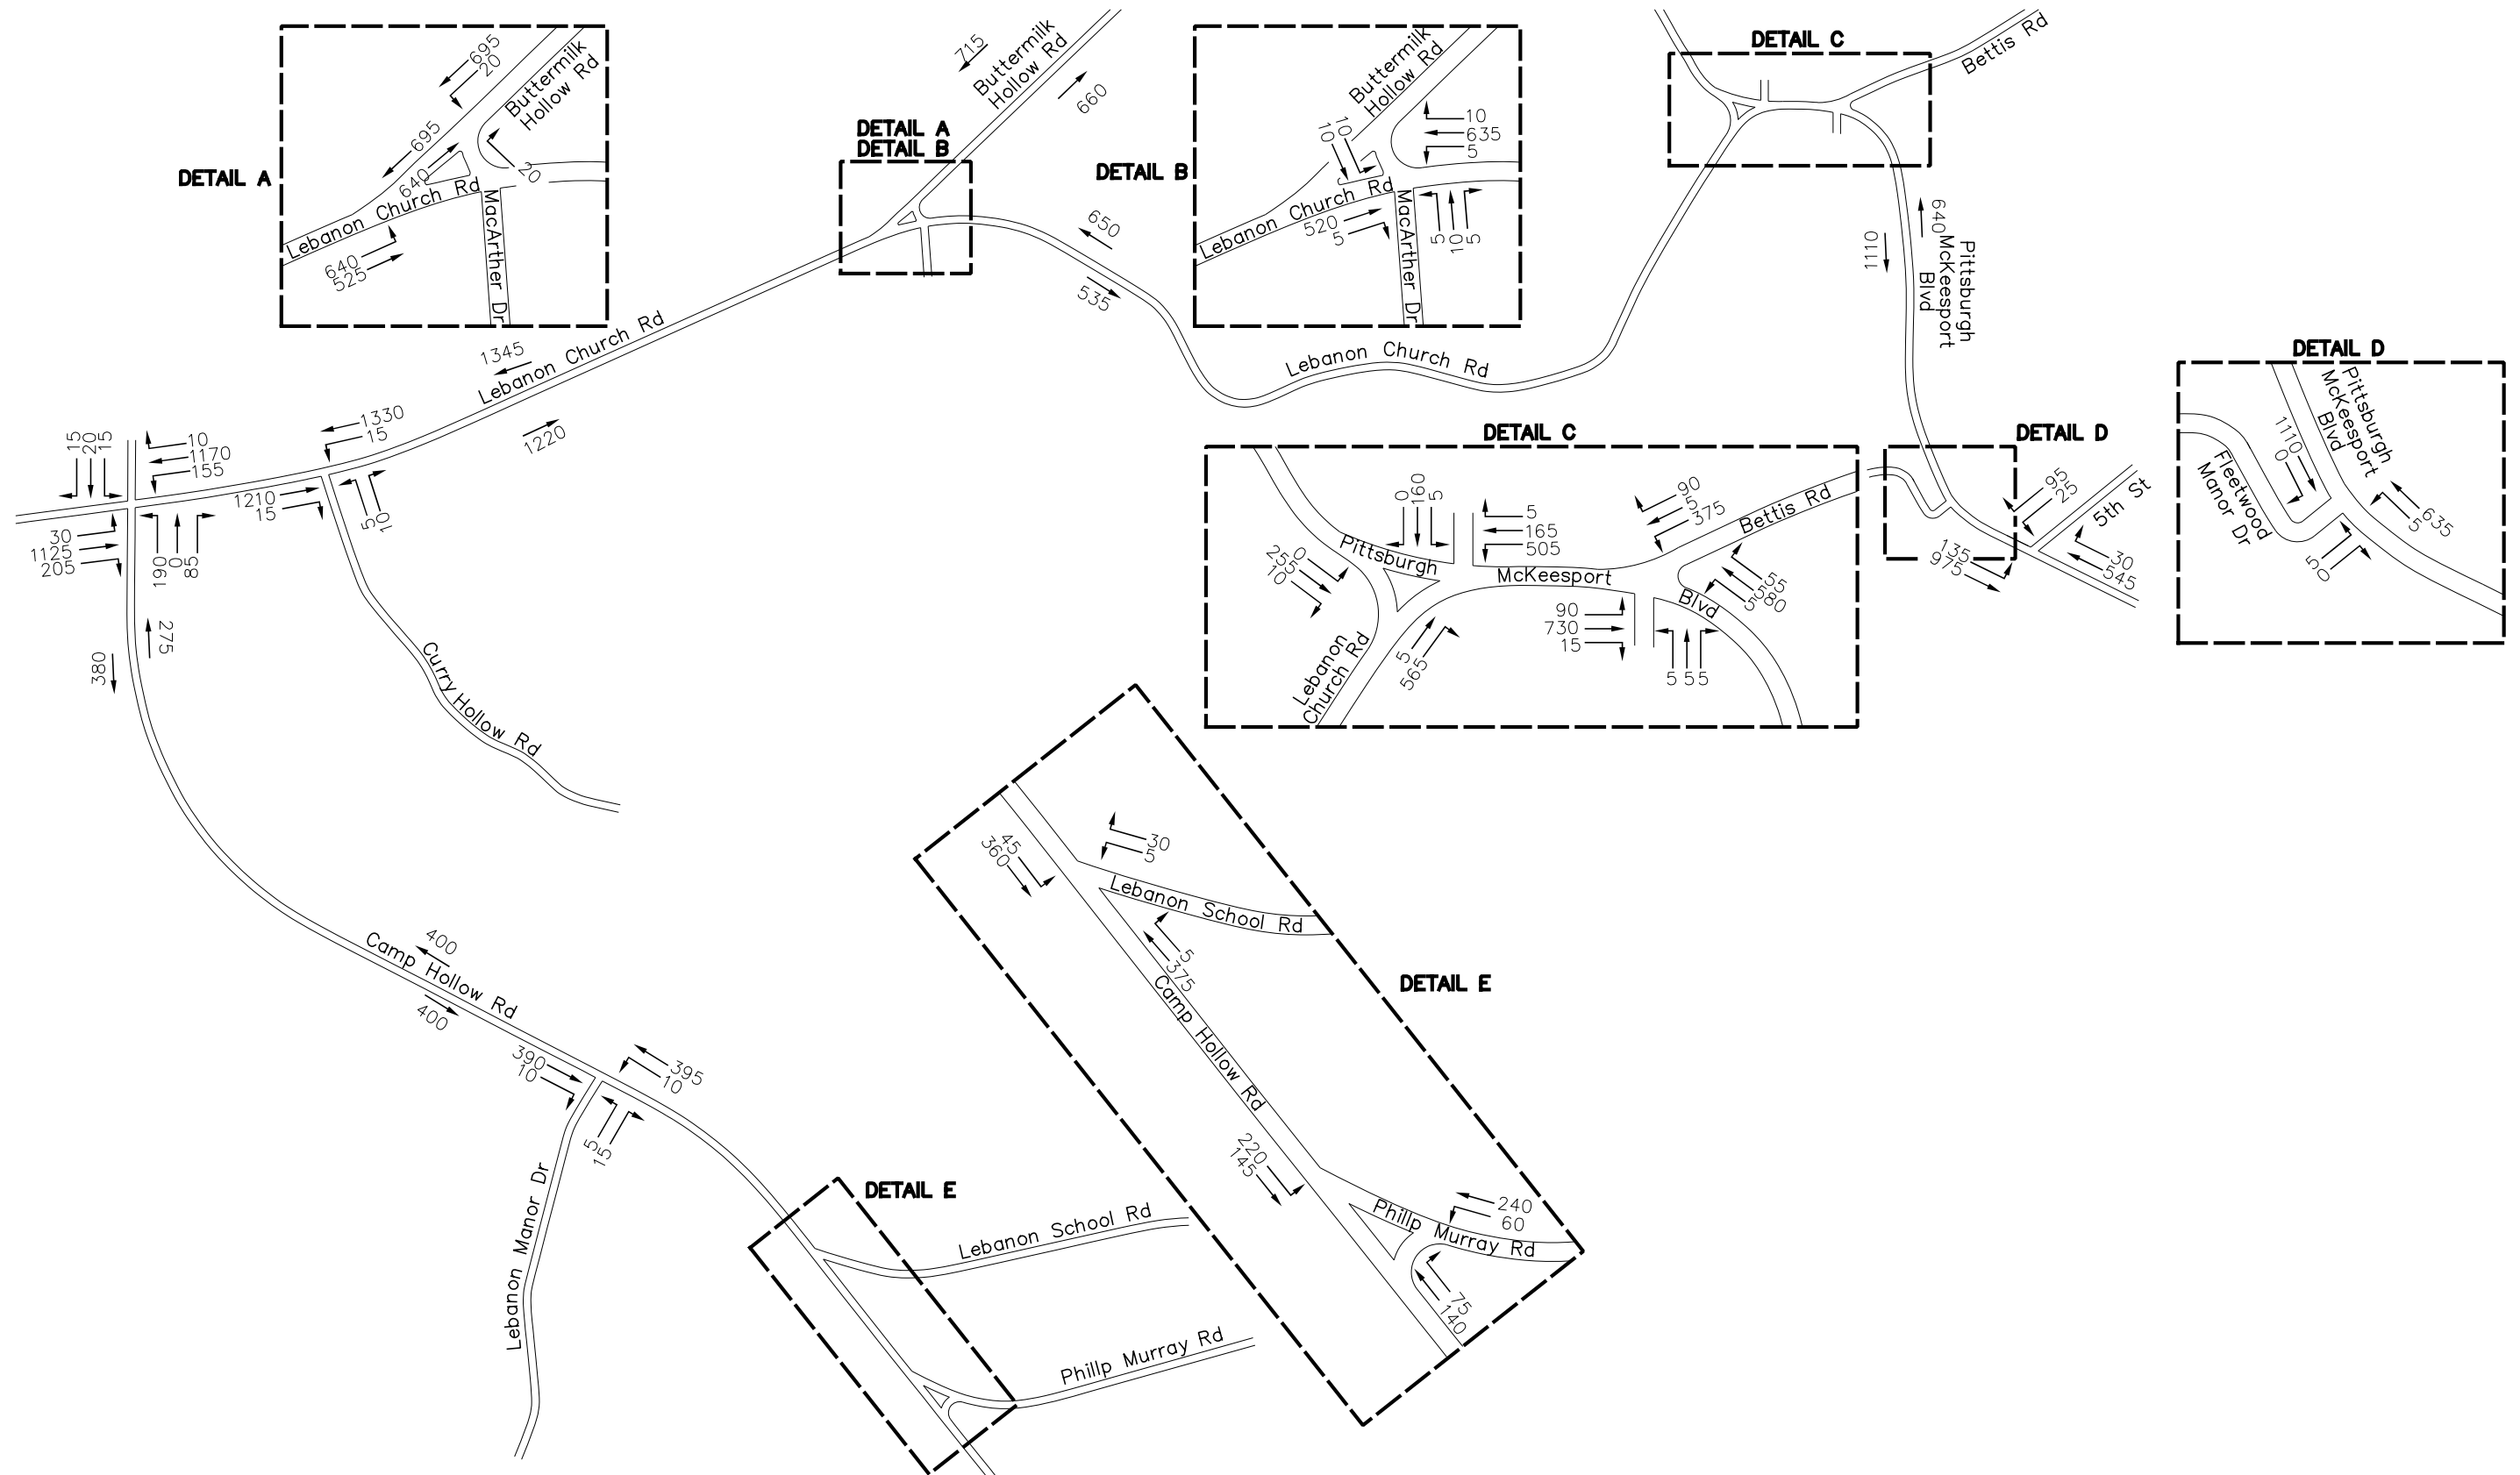 DETAIL A
695
20
Buttermilk
Hollow Rd
695
640
20
Lebanon Church Rd
MacArther Dr
640
525
715
Buttermilk
Hollow Rd
660
DETAIL A
DETAIL B
650
535
DETAIL B
Buttermilk
Hollow Rd
10
10
10
635
5
Lebanon Church Rd
MacArther Dr
520
5
5
10
5
DETAIL C
Bettis Rd
640
110
Pittsburgh
McKeesport
Blvd
Lebanon Church Rd
1345
Lebanon Church Rd
1220
Lebanon Church Rd
15
20
15
10
1170
155
30
1125
205
190
0
85
1330
15
1210
15
5
10
275
380
Curry Hollow Rd
DETAIL C
0
160
5
5
165
505
90
5
375
Bettis Rd
Pittsburgh
McKeesport
Blvd
0
255
10
5
565
Lebanon
Church Rd
90
730
15
5
55
5
55
580
5
DETAIL D
95
25
5th St
135
975
30
545
DETAIL D
Pittsburgh
McKeesport
Blvd
1110
0
Fleetwood
Manor Dr
635
5
5
0
Camp Hollow Rd
400
400
390
10
395
10
5
15
Lebanon Manor Dr
DETAIL E
Lebanon School Rd
Phillp Murray Rd
DETAIL E
45
360
30
5
Lebanon School Rd
5
375
Camp Hollow Rd
220
145
240
60
Phillp Murray Rd
75
140